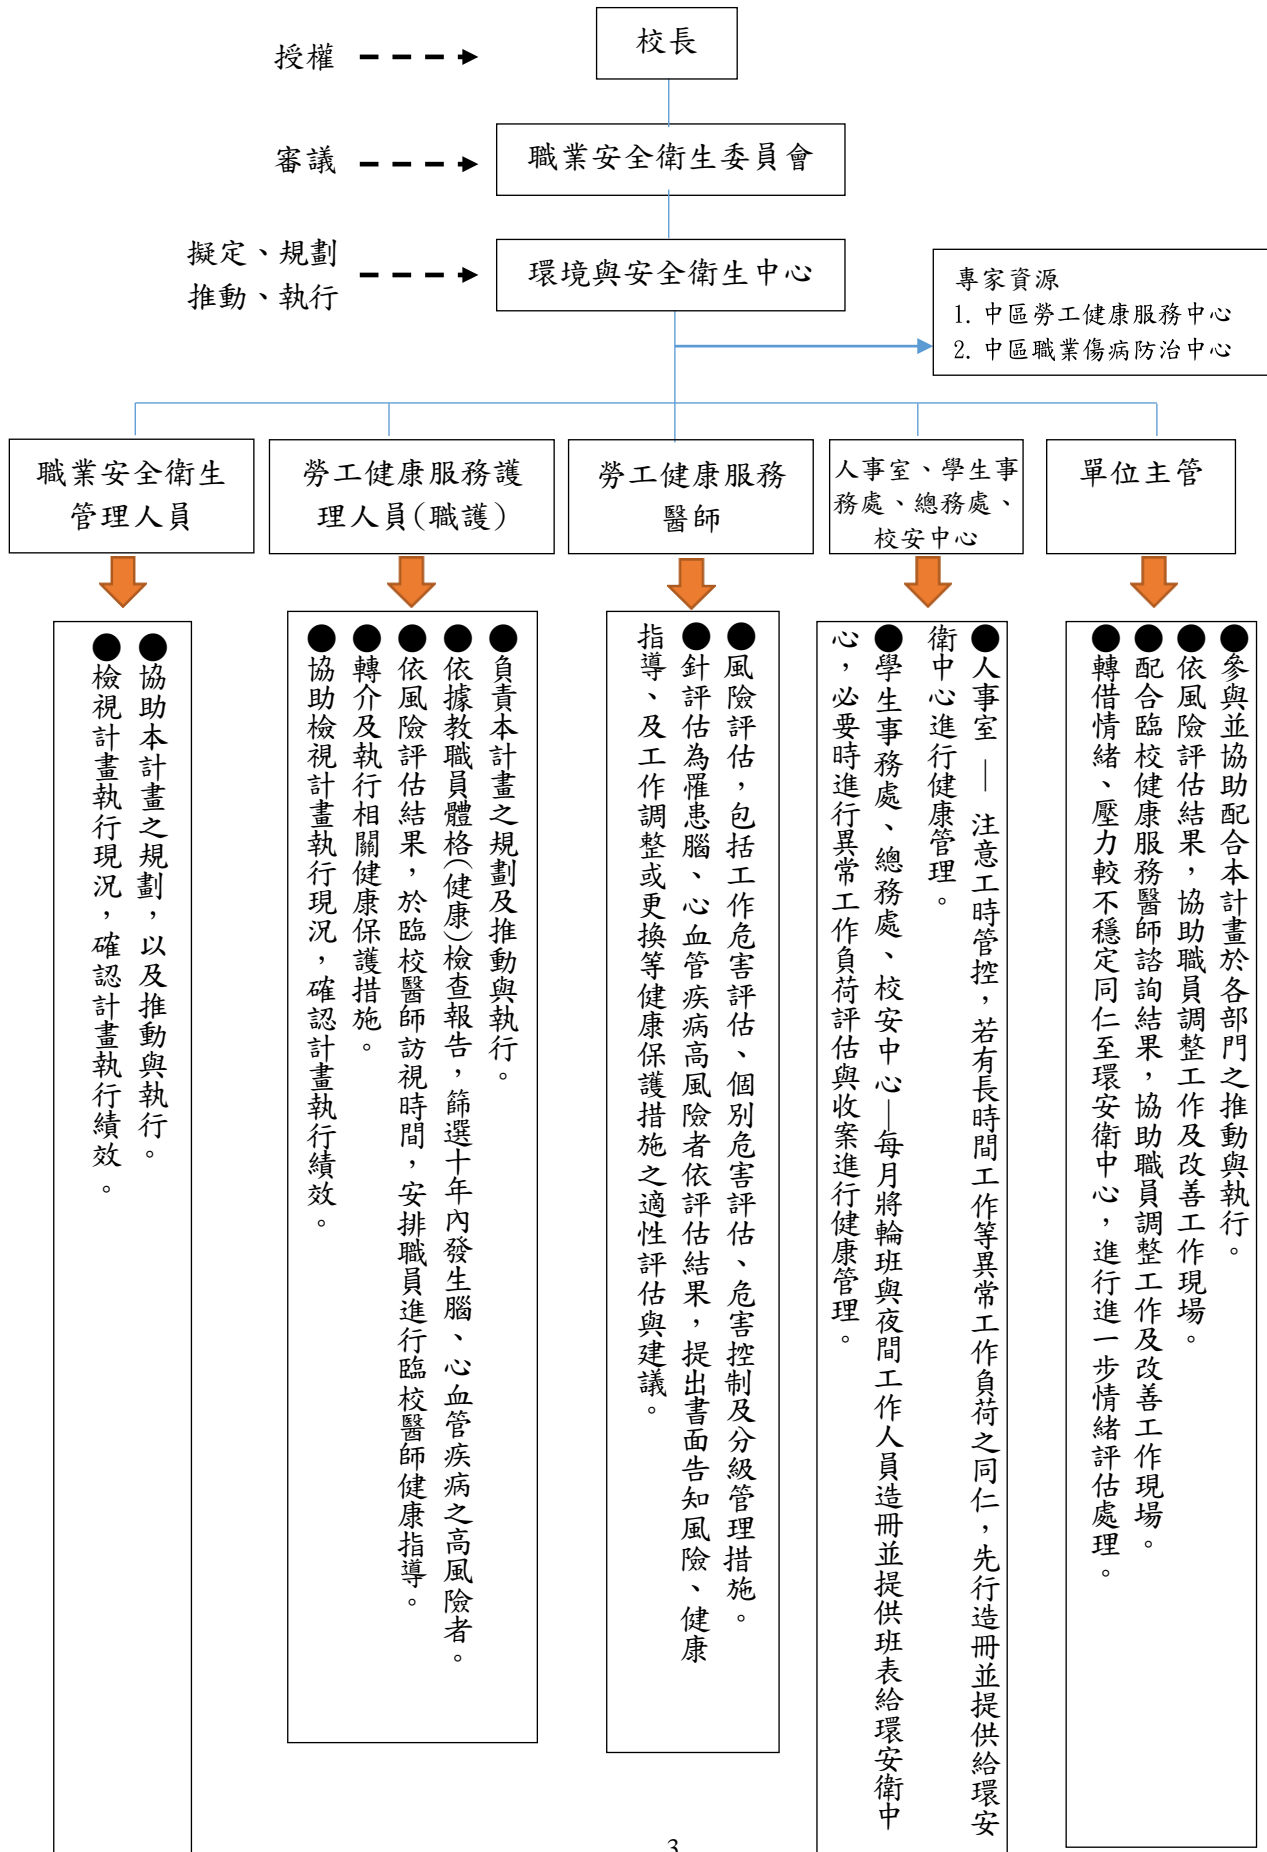 授權
校長
審議
職業安全衛生委員會
擬定、規劃
推動、執行
環境與安全衛生中心
專家資源
1. 中區勞工健康服務中心
2. 中區職業傷病防治中心
職業安全衛生
管理人員
勞工健康服務護
理人員(職護)
勞工健康服務
醫師
人事室、學生事
務處、總務處、
校安中心
單位主管
●協助本計畫之規劃，以及推動與執行。
●檢視計畫執行現況，確認計畫執行績效。
●負責本計畫之規劃及推動與執行。
●依據教職員體格(健康)檢查報告，篩選十年內發生腦、心血管疾病之高風險者。
●依風險評估結果，於臨校醫師訪視時間，安排職員進行臨校醫師健康指導。
●轉介及執行相關健康保護措施。
●協助檢視計畫執行現況，確認計畫執行績效。
●風險評估，包括工作危害評估、個別危害評估、危害控制及分級管理措施。
●針評估為罹患腦、心血管疾病高風險者依評估結果，提出書面告知風險、健康
指導、及工作調整或更換等健康保護措施之適性評估與建議。
●人事室 — 注意工時管控，若有長時間工作等異常工作負荷之同仁，先行造冊並提供給環安
衛中心進行健康管理。
●學生事務處、總務處、校安中心—每月將輪班與夜間工作人員造冊並提供班表給環安衛中
心，必要時進行異常工作負荷評估與收案進行健康管理。
●參與並協助配合本計畫於各部門之推動與執行。
●依風險評估結果，協助職員調整工作及改善工作現場。
●配合臨校健康服務醫師諮詢結果，協助職員調整工作及改善工作現場。
●轉借情緒、壓力較不穩定同仁至環安衛中心，進行進一步情緒評估處理。
3